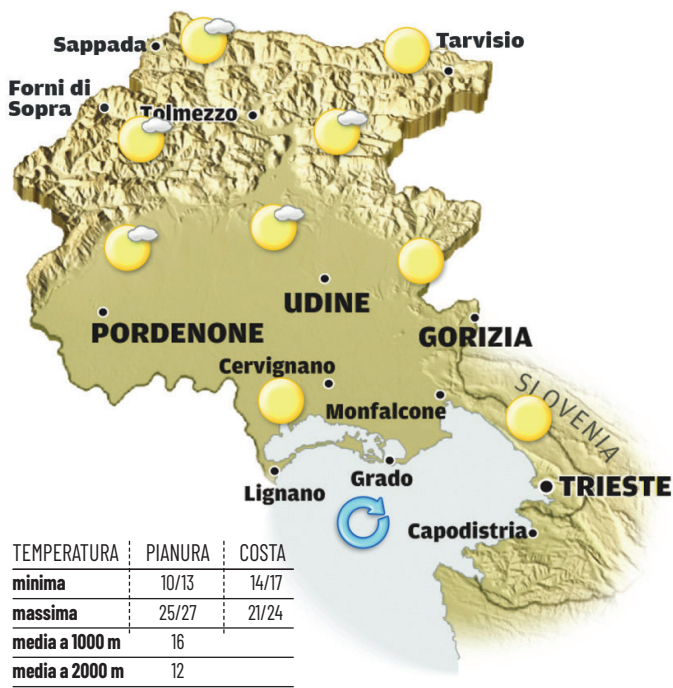 Sappada
Tarvisio
Forni di
Sopra
Tolmezzo
UDINE
PORDENONE
GORIZIA
Cervignano
SLOVENIA
Monfalcone
Grado
Lignano
TRIESTE
Capodistria
TEMPERATURA PIANURA COSTA
minima 10/13 14/17
massima 25/27 21/24
media a 1000 m 16
media a 2000 m 12